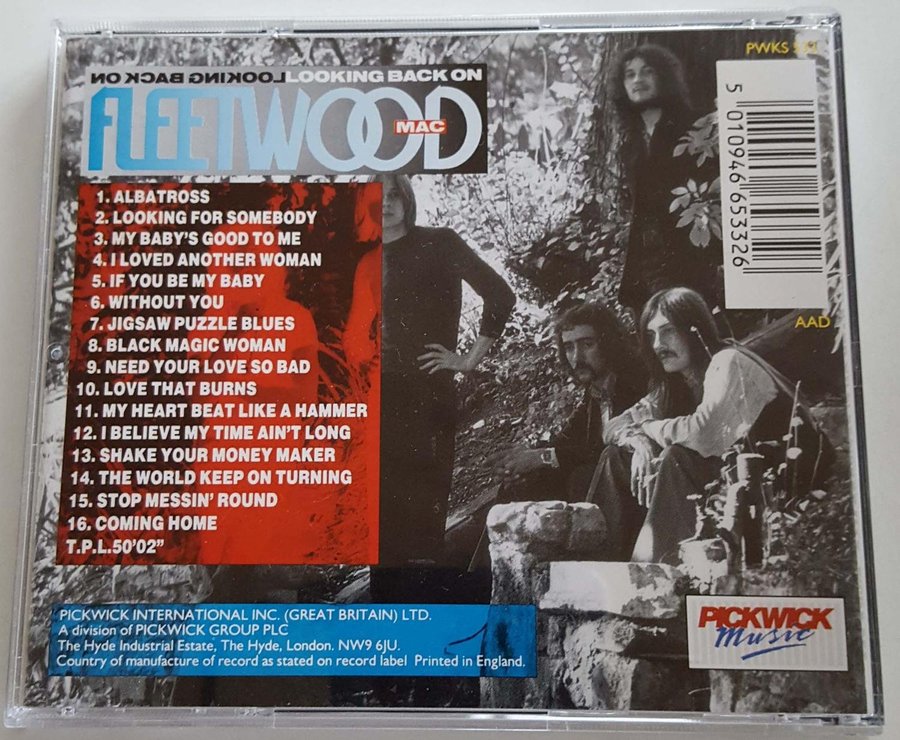 LOOKING BACK ON LOOKING BACK ON
FLEETWOOD
MAC
PWKS
5 010946 653326
AAD
1. ALBATROSS
2. LOOKING FOR SOMEBODY
3. MY BABY'S GOOD TO ME
4. I LOVED ANOTHER WOMAN
5. IF YOU BE MY BABY
6. WITHOUT YOU
7. JIGSAW PUZZLE BLUES
8. BLACK MAGIC WOMAN
9. NEED YOUR LOVE SO BAD
10. LOVE THAT BURNS
11. MY HEART BEAT LIKE A HAMMER
12. I BELIEVE MY TIME AIN'T LONG
13. SHAKE YOUR MONEY MAKER
14. THE WORLD KEEP ON TURNING
15. STOP MESSIN' ROUND
16. COMING HOME
T.P.L.50'02”
PICKWICK INTERNATIONAL INC. (GREAT BRITAIN) LTD.
A division of PICKWICK GROUP PLC
The Hyde Industrial Estate, The Hyde, London. NW9 6JU.
Country of manufacture of record as stated on record label Printed in England.
PICKWICK
Music